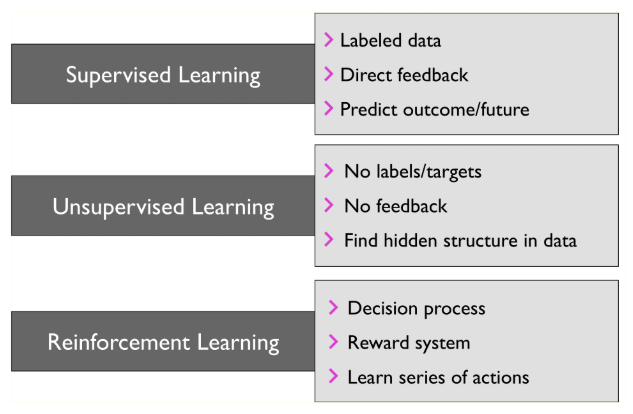 Supervised Learning
Labeled data
Direct feedback
Predict outcome/future
Unsupervised Learning
No labels/targets
No feedback
Find hidden structure in data
Reinforcement Learning
Decision process
Reward system
Learn series of actions